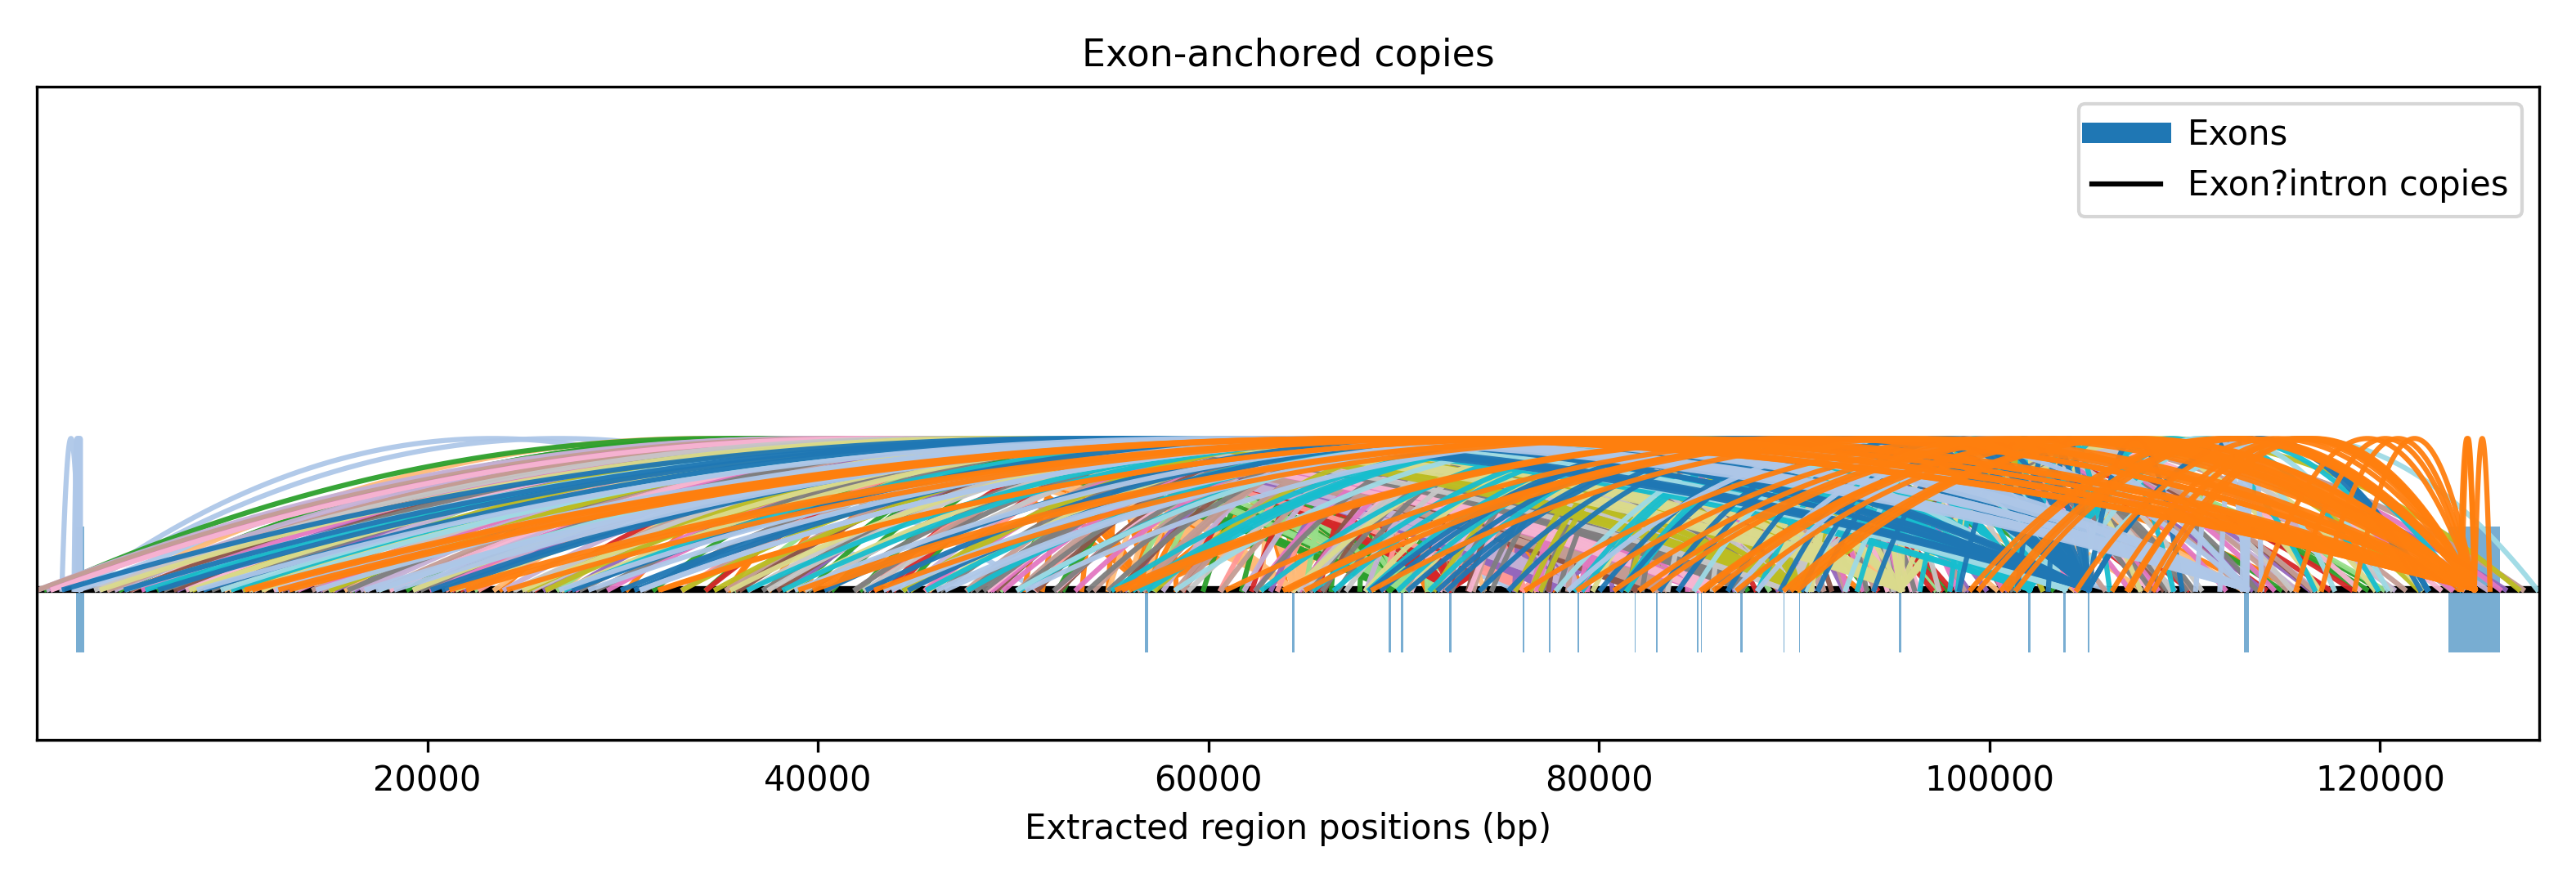 Exon-anchored copies
Exons
Exon?intron copies
20000 40000 60000 80000 100000 120000
Extracted region positions (bp)